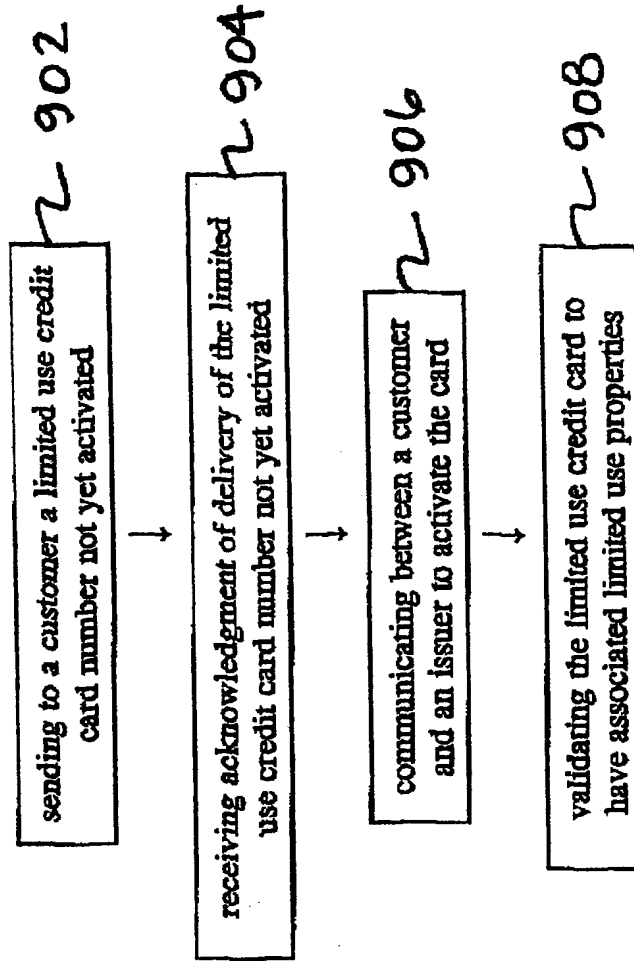 sending to a customer a limited use credit
card number not yet activated
902
receiving acknowledgment of delivery of the limited
use credit card number not yet activated
904
communicating between a customer
and an issuer to activate the card
906
validating the limited use credit card to
have associated limited use properties
908